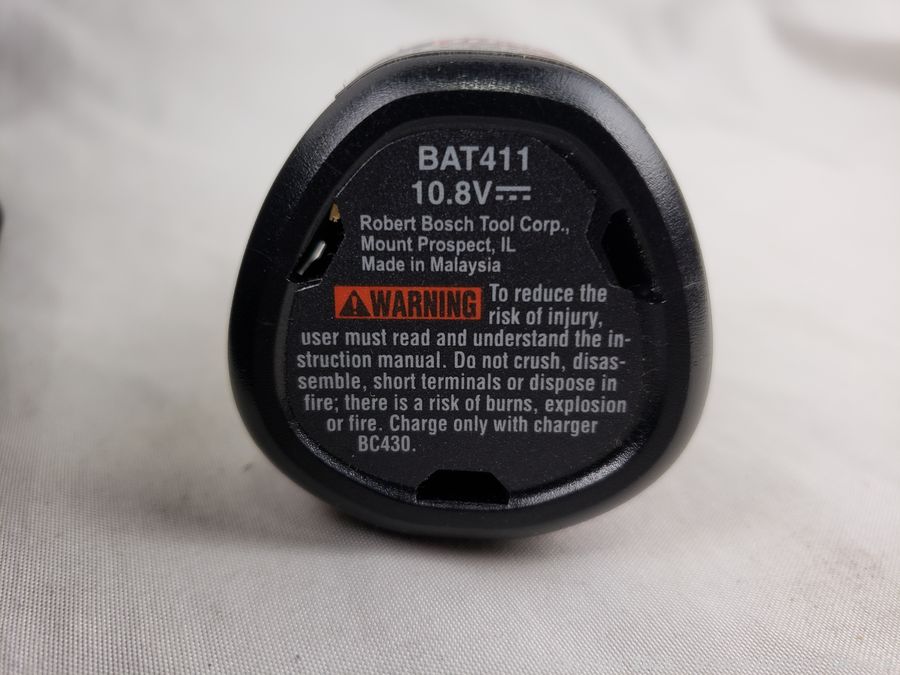 BAT411
10.8V
Robert Bosch Tool Corp.,
Mount Prospect, IL
Made in Malaysia
WARNING To reduce the
risk of injury,
user must read and understand the in-
struction manual. Do not crush, disas-
semble, short terminals or dispose in
fire; there is a risk of burns, explosion
or fire. Charge only with charger
BC430.